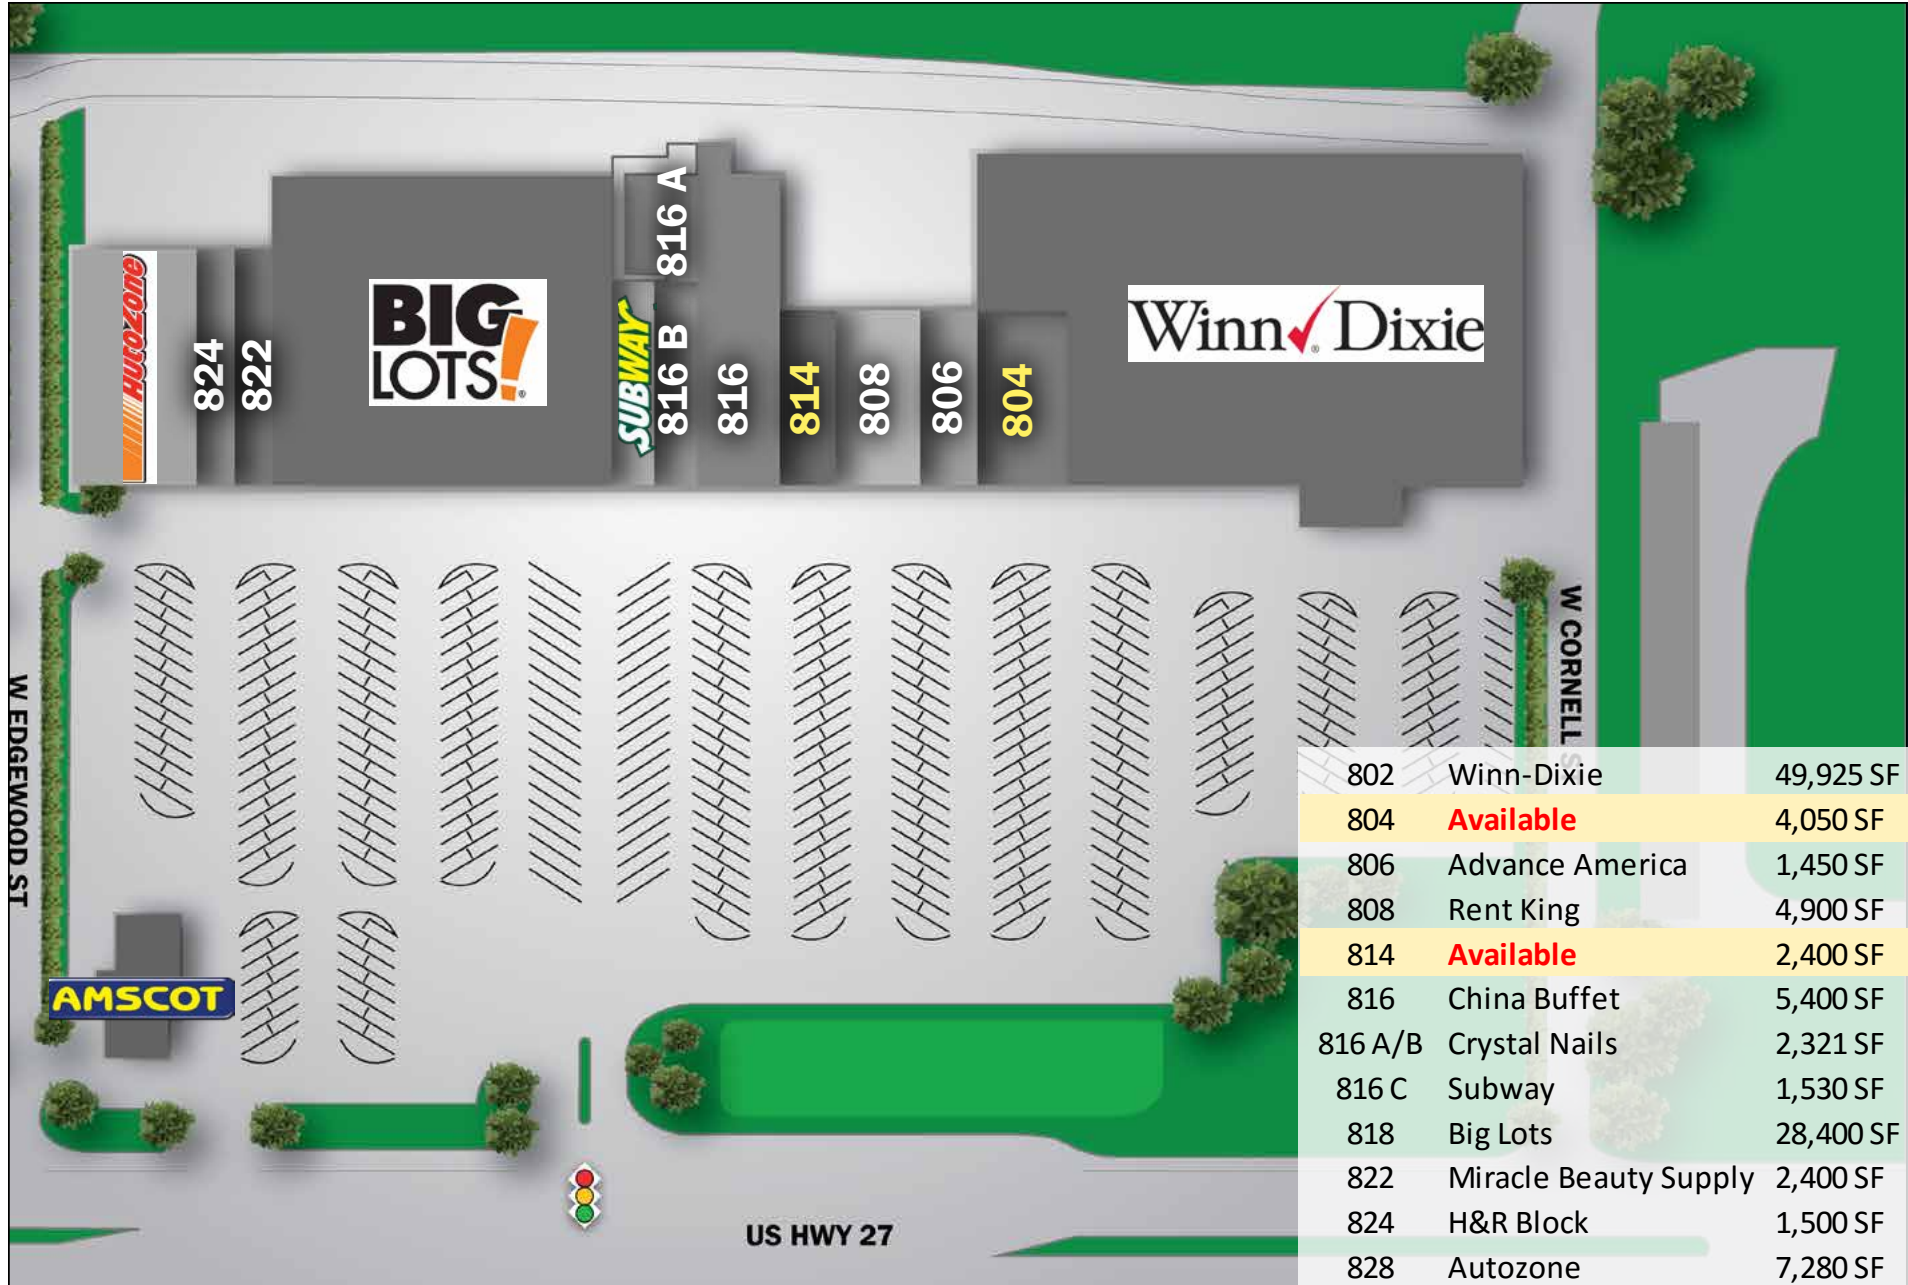 AutoZone
824
822
BIG
LOTS!
SUBWAY
816 A
816 B
816
814
808
806
804
Winn Dixie
W EDGEWOOD ST
W CORNELL S
AMSCOT
US HWY 27
802 Winn-Dixie 49,925 SF
804 Available 4,050 SF
806 Advance America 1,450 SF
808 Rent King 4,900 SF
814 Available 2,400 SF
816 China Buffet 5,400 SF
816 A/B Crystal Nails 2,321 SF
816 C Subway 1,530 SF
818 Big Lots 28,400 SF
822 Miracle Beauty Supply 2,400 SF
824 H&R Block 1,500 SF
828 Autozone 7,280 SF